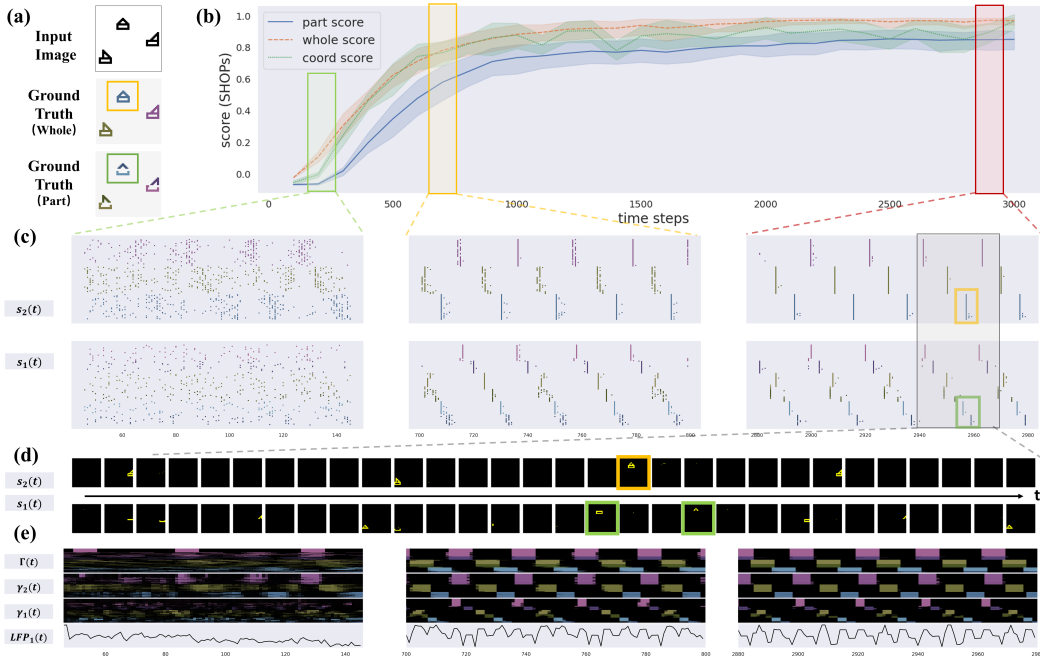 (a)
Input
Image
Ground
Truth
(Whole)
Ground
Truth
(Part)
(b)
score (SHOPs)
1.0
0.8
0.6
0.4
0.2
0.0
part score
whole score
coord score
0
500
1000
1500
2000
2500
3000
time steps
(c)
s₂(t)
s₁(t)
60
80
100
120
140
700
720
740
760
780
800
2880
2900
2920
2940
2960
2980
(d)
s₂(t)
s₁(t)
t
(e)
Γ(t)
γ₂(t)
γ₁(t)
LFP₁(t)
60
80
100
120
140
700
720
740
760
780
800
2880
2900
2920
2940
2960
298